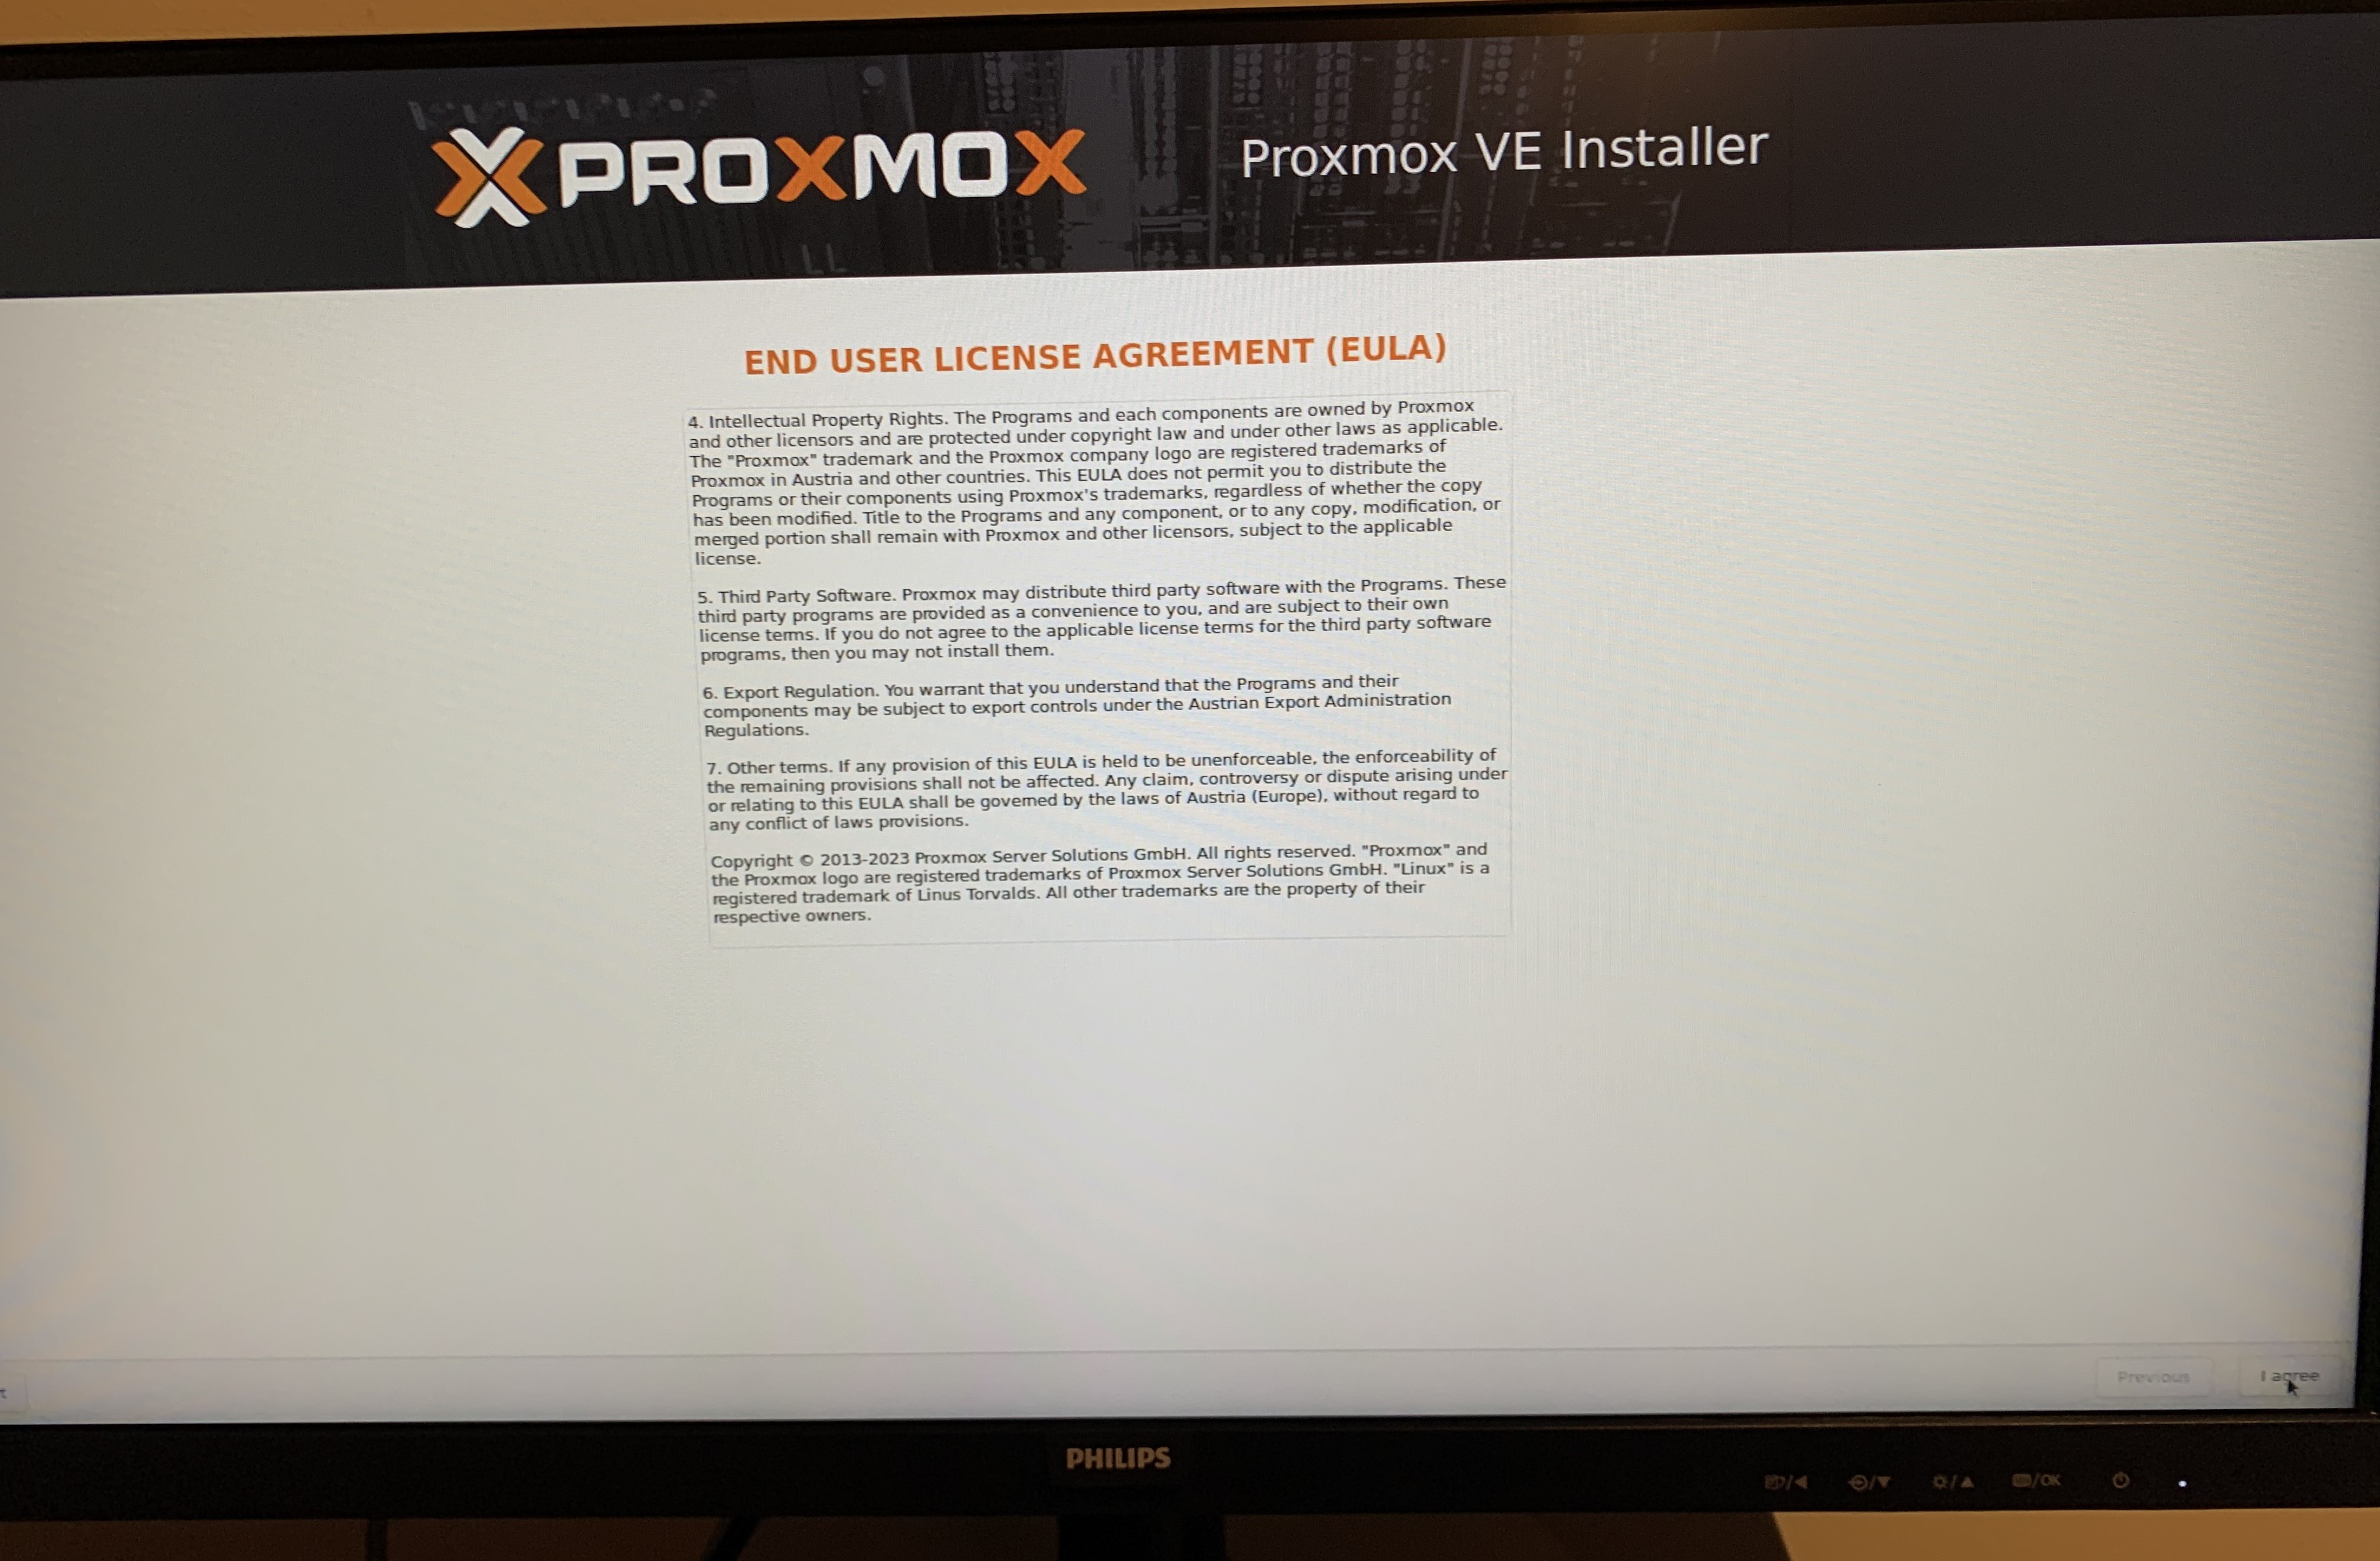 PROXMOX
Proxmox VE Installer
END USER LICENSE AGREEMENT (EULA)
4. Intellectual Property Rights. The Programs and each components are owned by Proxmox
and other licensors and are protected under copyright law and under other laws as applicable.
The "Proxmox" trademark and the Proxmox company logo are registered trademarks of
Proxmox in Austria and other countries. This EULA does not permit you to distribute the
Programs or their components using Proxmox's trademarks, regardless of whether the copy
has been modified. Title to the Programs and any component, or to any copy, modification, or
merged portion shall remain with Proxmox and other licensors, subject to the applicable
license.
5. Third Party Software. Proxmox may distribute third party software with the Programs. These
third party programs are provided as a convenience to you, and are subject to their own
license terms. If you do not agree to the applicable license terms for the third party software
programs, then you may not install them.
6. Export Regulation. You warrant that you understand that the Programs and their
components may be subject to export controls under the Austrian Export Administration
Regulations.
7. Other terms. If any provision of this EULA is held to be unenforceable, the enforceability of
the remaining provisions shall not be affected. Any claim, controversy or dispute arising under
or relating to this EULA shall be governed by the laws of Austria (Europe), without regard to
any conflict of laws provisions.
Copyright © 2013-2023 Proxmox Server Solutions GmbH. All rights reserved. "Proxmox" and
the Proxmox logo are registered trademarks of Proxmox Server Solutions GmbH. "Linux" is a
registered trademark of Linus Torvalds. All other trademarks are the property of their
respective owners.
Previous
I agree
PHILIPS
/OK